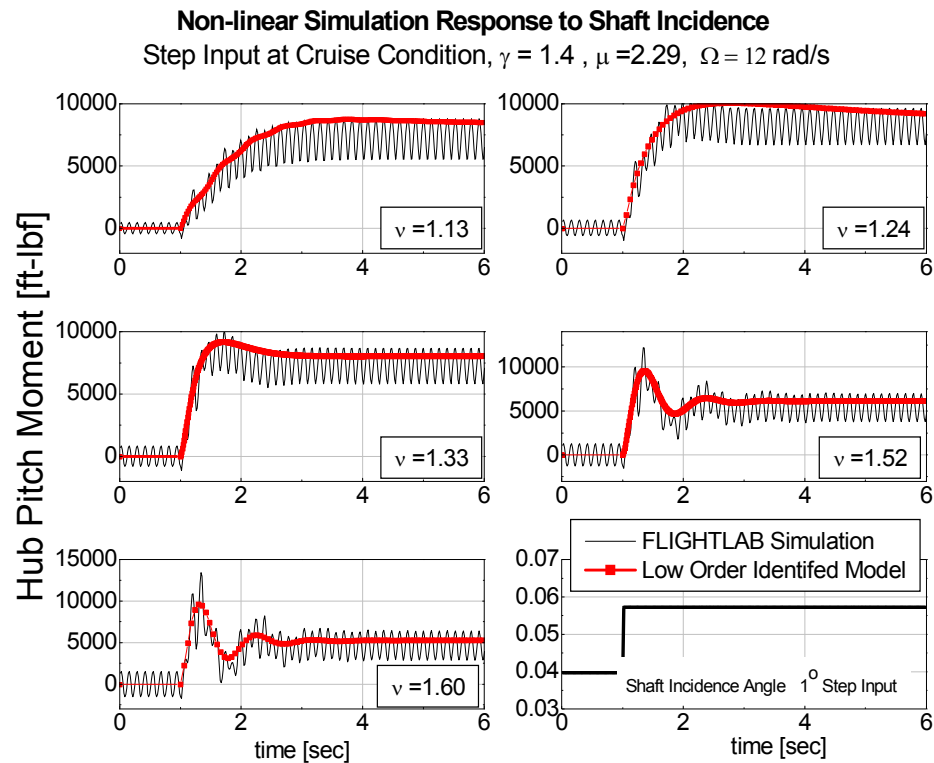 Non-linear Simulation Response to Shaft Incidence
Step Input at Cruise Condition, γ = 1.4 , μ =2.29, Ω = 12 rad/s
Hub Pitch Moment [ft-lbf]
10000
5000
0
0 2 4 6
ν =1.13
10000
5000
0
0 2 4 6
ν =1.24
10000
5000
0
0 2 4 6
ν =1.33
10000
5000
0
0 2 4 6
ν =1.52
15000
10000
5000
0
0 2 4 6
ν =1.60
time [sec]
FLIGHTLAB Simulation
Low Order Identifed Model
0.07
0.06
0.05
0.04
0.03
Shaft Incidence Angle 1° Step Input
0 2 4 6
time [sec]